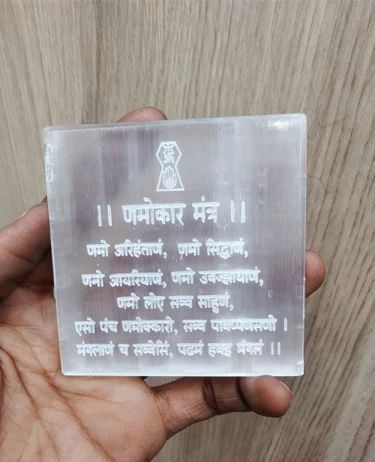 ।। णमोकार मंत्र ।।
णमो अरिहंताणं, णमो सिद्धाणं,
णमो आयरियाणं, णमो उवज्झायाणं,
णमो लोए सव्व साहुणं,
एसो पंच णमोक्कारो, सव्व पावप्पणासणो ।
मंगलाणं च सव्वेसिं, पढमं हवइ मंगलं ।।